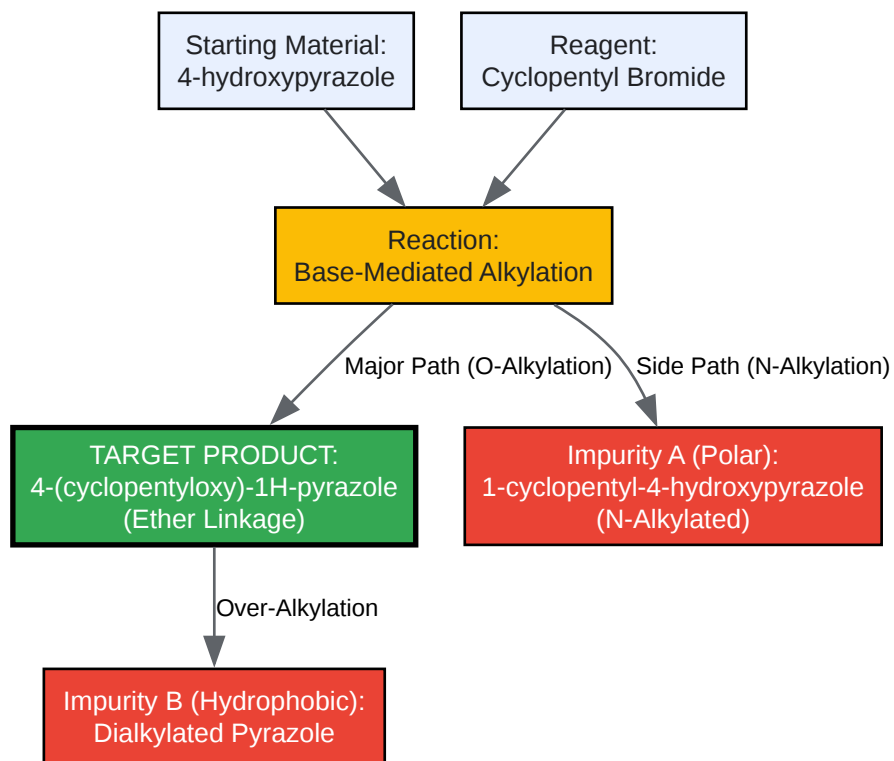 Starting Material:
4-hydroxypyrazole
Reagent:
Cyclopentyl Bromide
Reaction:
Base-Mediated Alkylation
Major Path (O-Alkylation)
Side Path (N-Alkylation)
TARGET PRODUCT:
4-(cyclopentyloxy)-1H-pyrazole
(Ether Linkage)
Impurity A (Polar):
1-cyclopentyl-4-hydroxypyrazole
(N-Alkylated)
Over-Alkylation
Impurity B (Hydrophobic):
Dialkylated Pyrazole